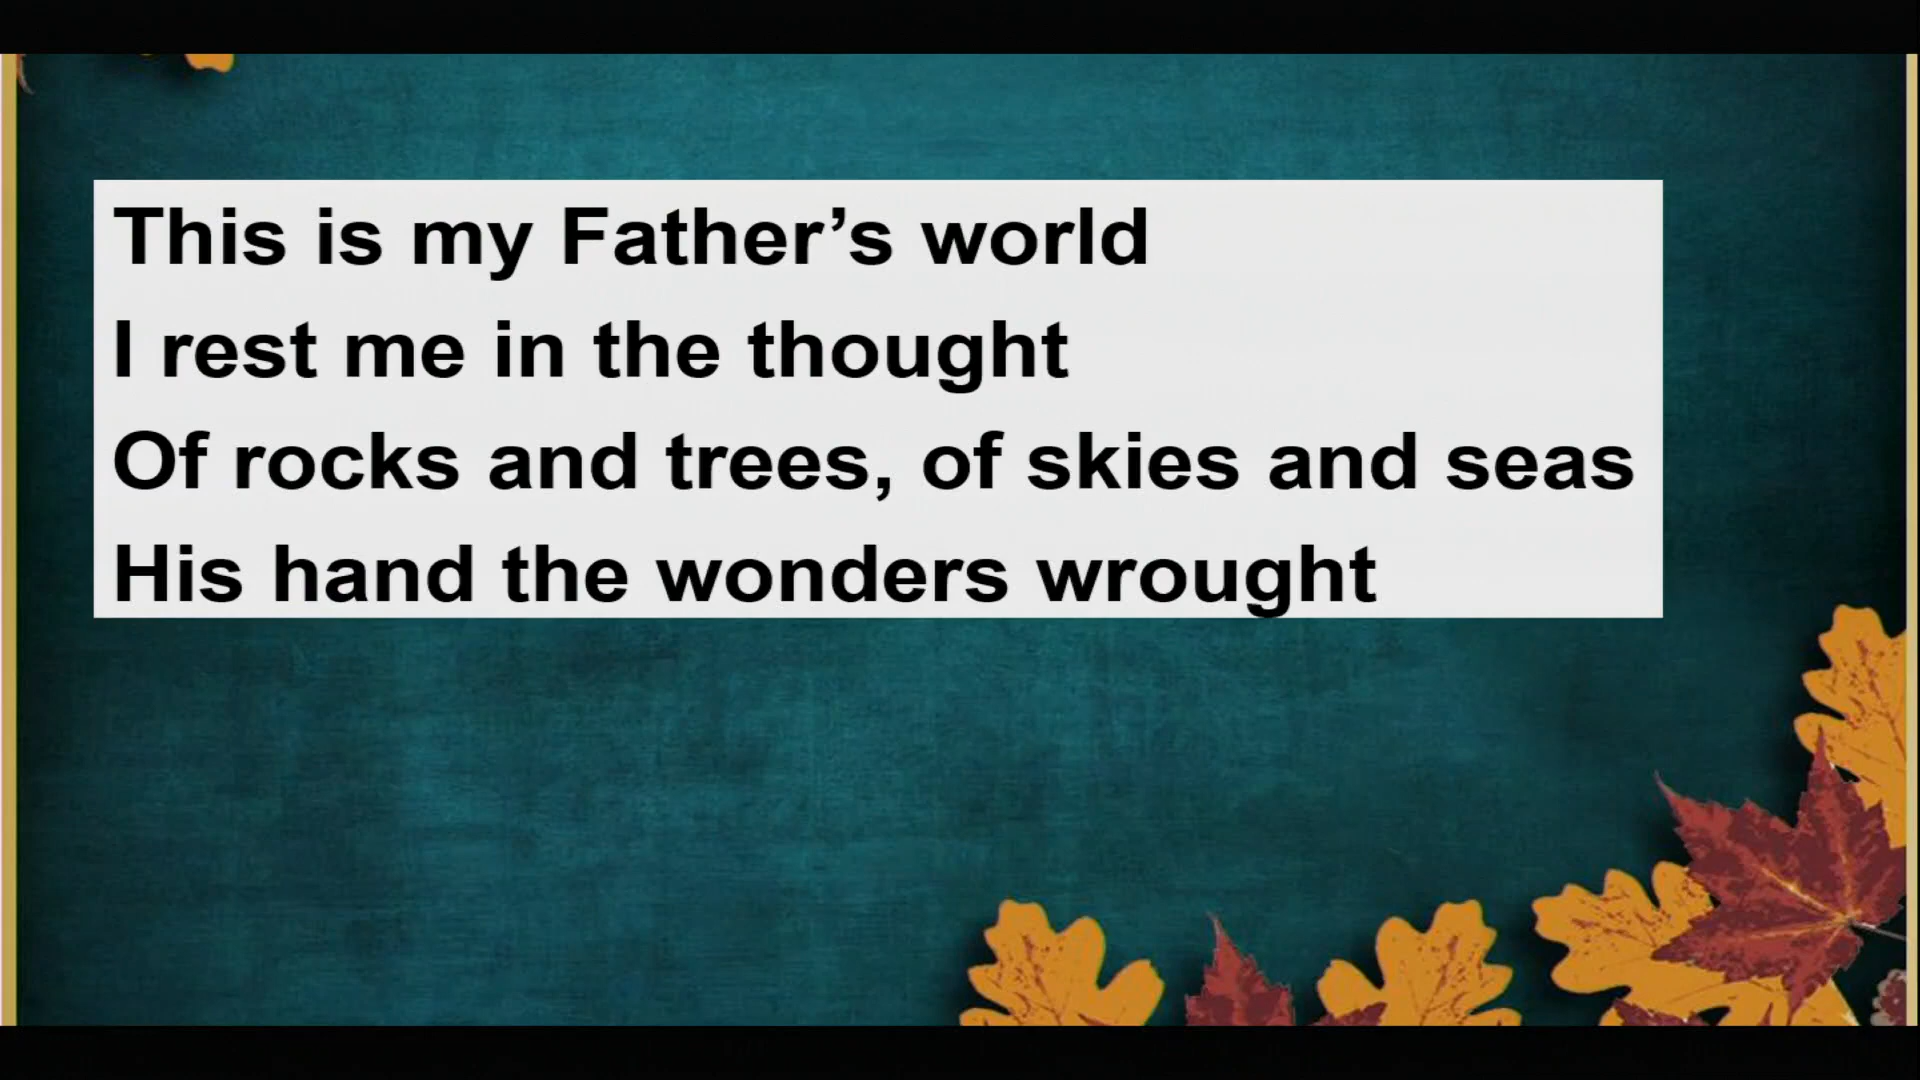 This is my Father’s world
I rest me in the thought
Of rocks and trees, of skies and seas
His hand the wonders wrought